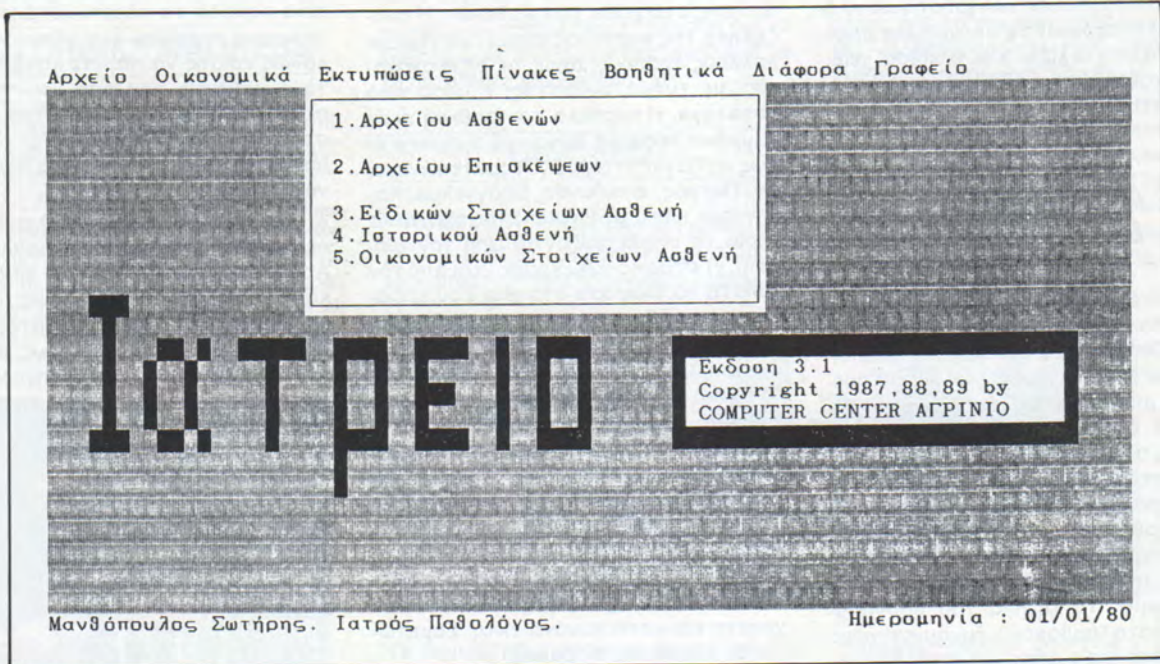 Αρχείο Οικονομικά Εκτυπώσεις Πίνακες Βοηθητικά Διάφορα Γραφείο
1.Αρχείου Ασθενών
2.Αρχείου Επισκέψεων
3.Ειδικών Στοιχείων Ασθενή
4.Ιστορικού Ασθενή
5.Οικονομικών Στοιχείων Ασθενή
Ιατρειο
Εκδοση 3.1
Copyright 1987,88,89 by
COMPUTER CENTER ΑΓΡΙΝΙΟ
Μανθόπουλος Σωτήρης. Ιατρός Παθολόγος.
Ημερομηνία : 01/01/80